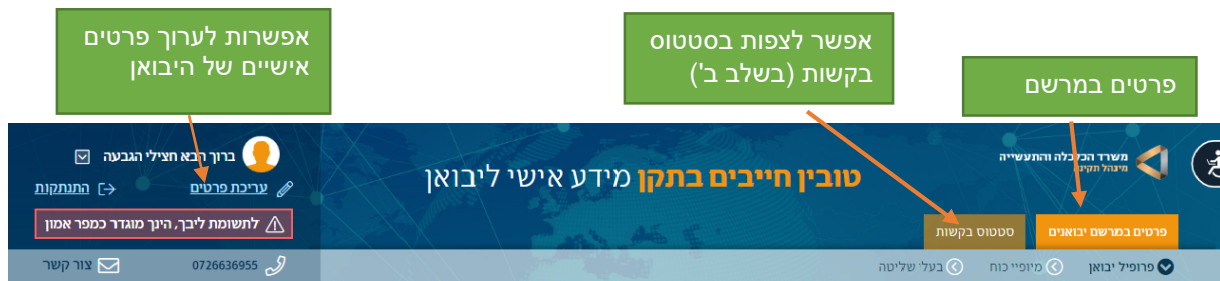 אפשרות לערוך פרטים
אישיים של היבואן
אפשר לצפות בסטטוס
בקשות (בשלב ב')
פרטים במרשם
משרד הכלכלה והתעשייה
מינהל תקינה
טובין חייבים בתקן מידע אישי ליבואן
ברוך הבא חצילי הגבעה
עריכת פרטים
התנתקות
לתשומת ליבך, הינך מוגדר כמפר אמון
פרטים במרשם יבואנים
סטטוס בקשות
פרופיל יבואן
מיופיי כוח
בעלי שליטה
0726636955
צור קשר